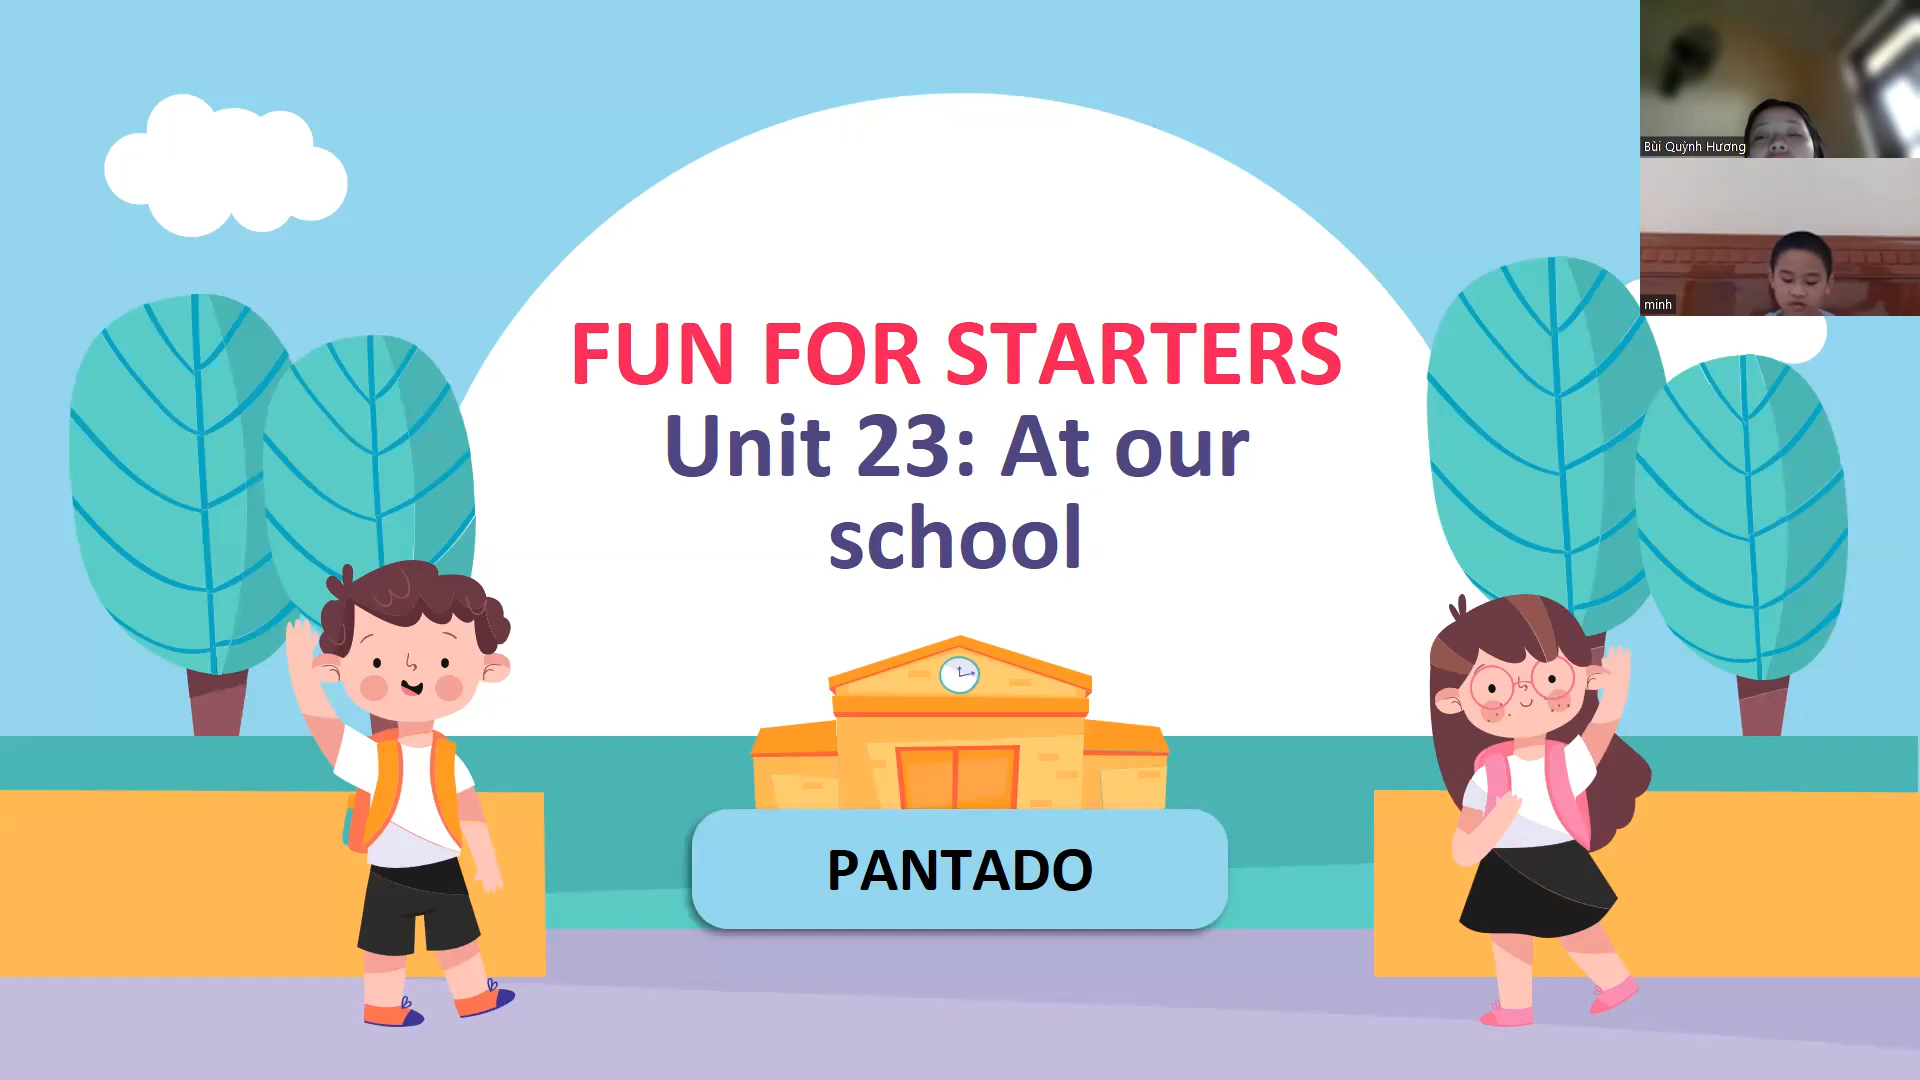 Bùi Quỳnh Hương
minh
FUN FOR STARTERS
Unit 23: At our
school
PANTADO